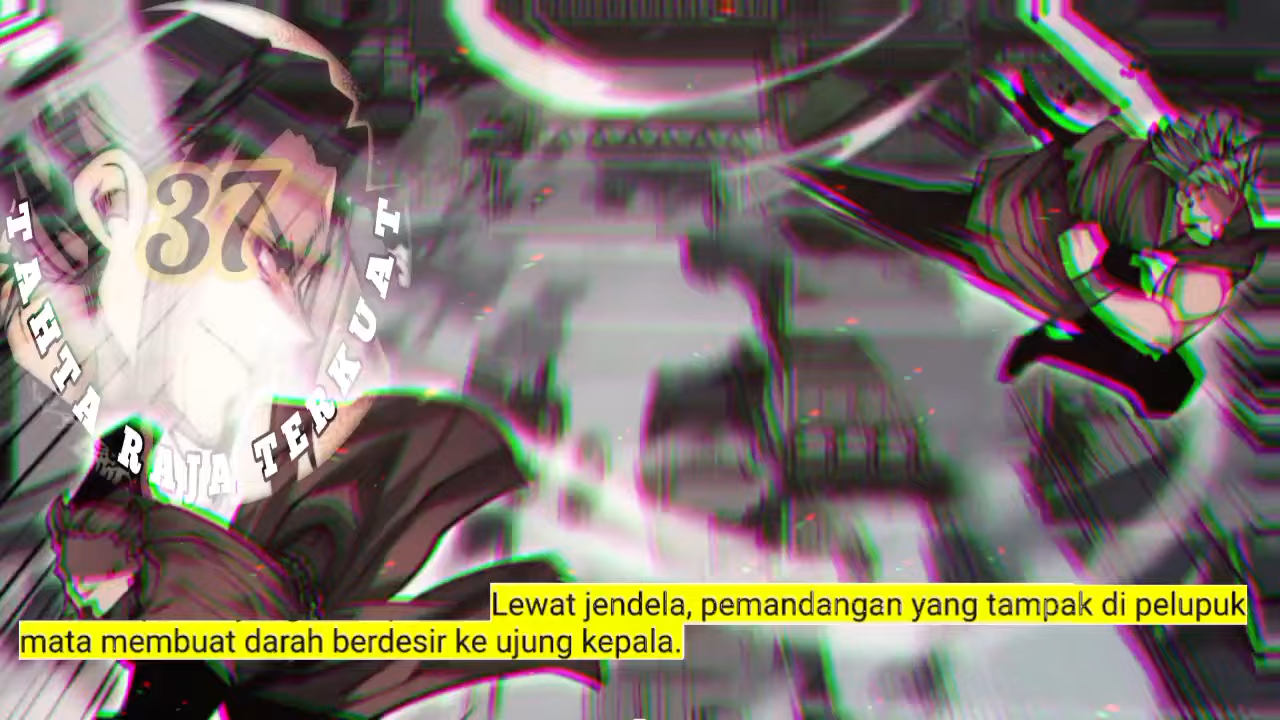 37
TAHTA RAJA TERKUAT
Lewat jendela, pemandangan yang tampak di pelupuk
mata membuat darah berdesir ke ujung kepala.